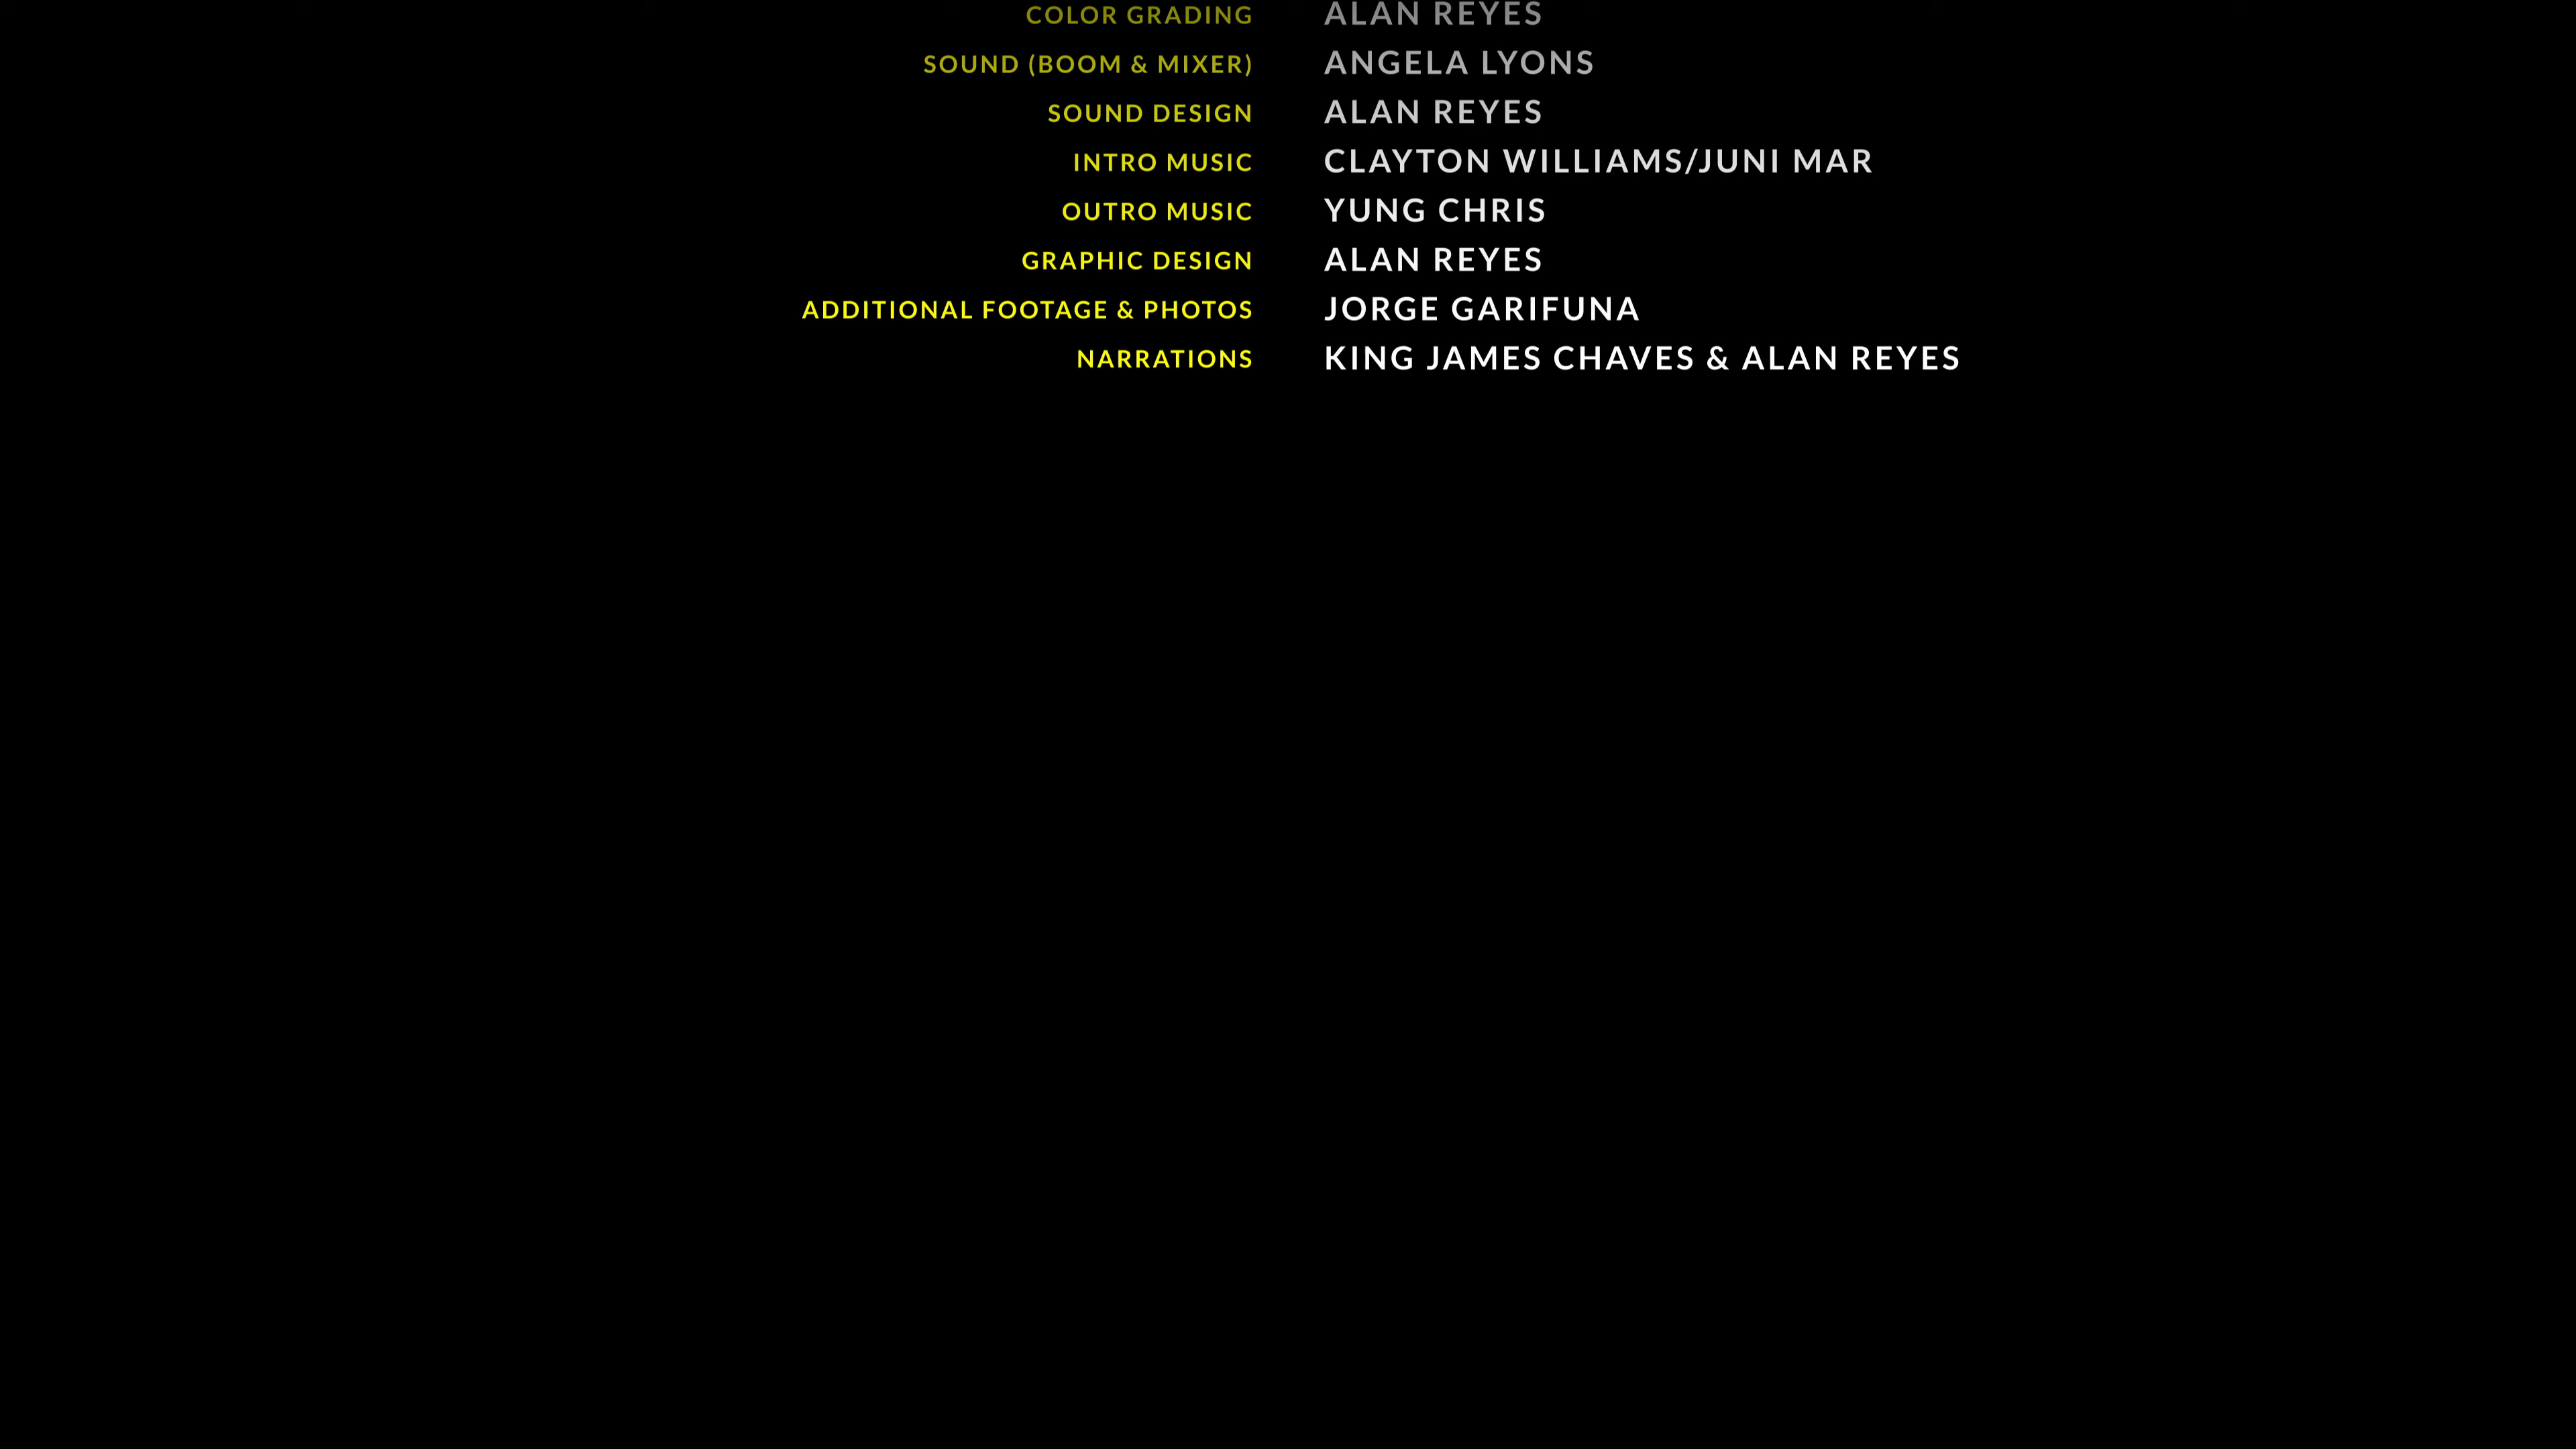 COLOR GRADING ALAN REYES
SOUND (BOOM & MIXER) ANGELA LYONS
SOUND DESIGN ALAN REYES
INTRO MUSIC CLAYTON WILLIAMS/JUNI MAR
OUTRO MUSIC YUNG CHRIS
GRAPHIC DESIGN ALAN REYES
ADDITIONAL FOOTAGE & PHOTOS JORGE GARIFUNA
NARRATIONS KING JAMES CHAVES & ALAN REYES